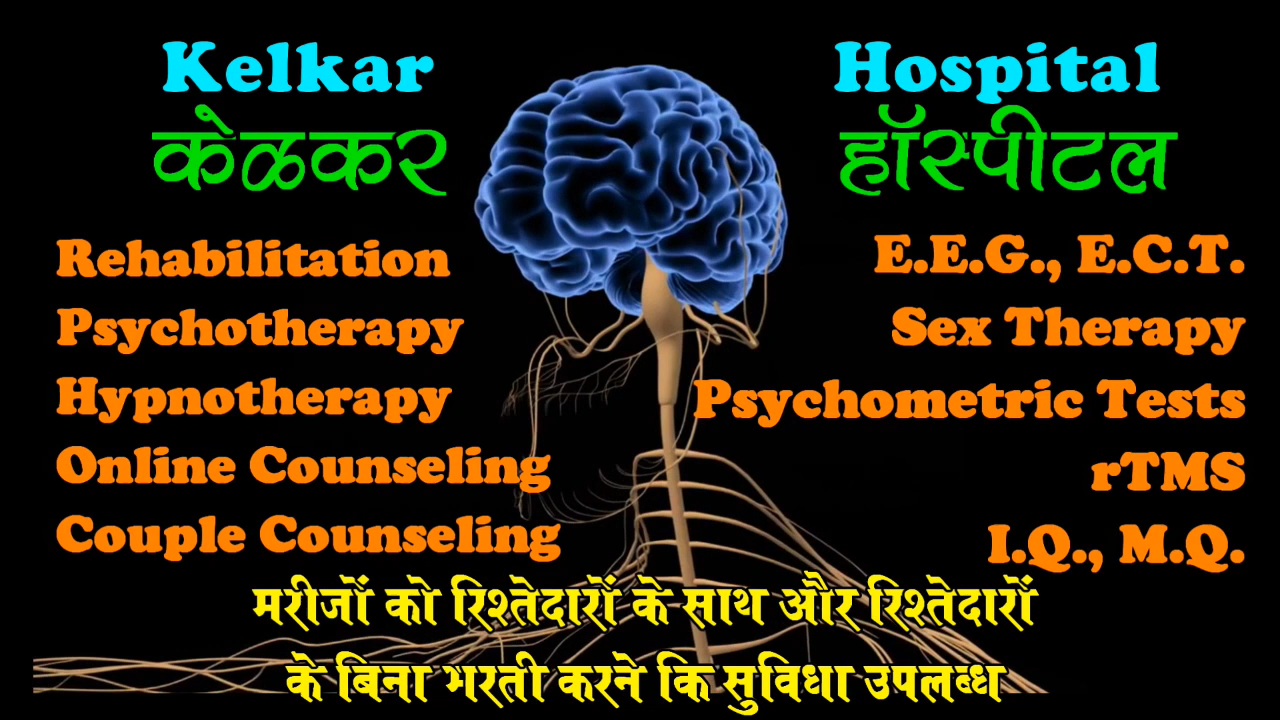 Kelkar Hospital
केळकर हॉस्पीटल
Rehabilitation
Psychotherapy
Hypnotherapy
Online Counseling
Couple Counseling
E.E.G., E.C.T.
Sex Therapy
Psychometric Tests
rTMS
I.Q., M.Q.
मरीजों को रिश्तेदारों के साथ और रिश्तेदारों
के बिना भरती करने कि सुविधा उपलब्ध